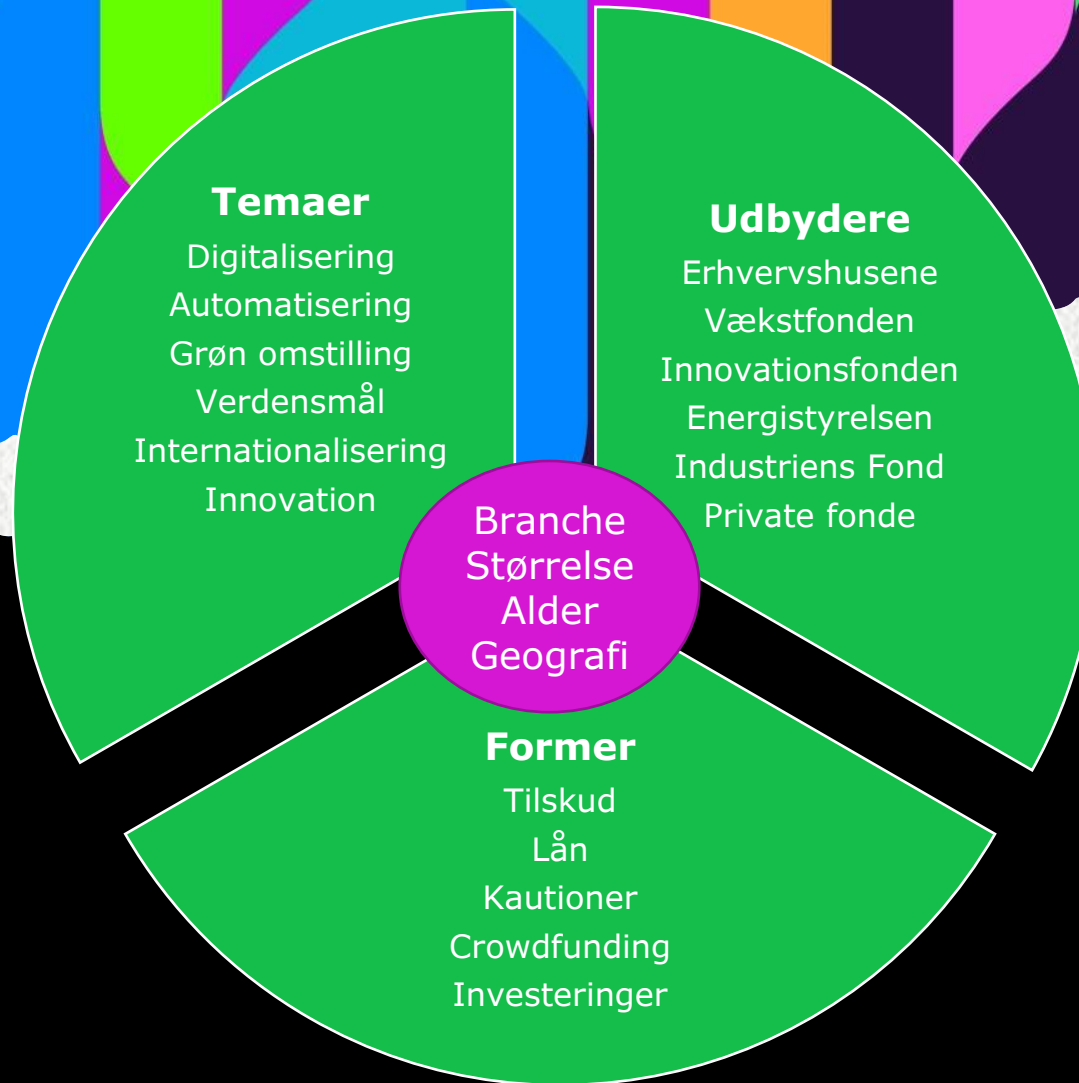 Temaer
Digitalisering
Automatisering
Grøn omstilling
Verdensmål
Internationalisering
Innovation
Udbydere
Erhvervshusene
Vækstfonden
Innovationsfonden
Energistyrelsen
Industriens Fond
Private fonde
Branche
Størrelse
Alder
Geografi
Former
Tilskud
Lån
Kautioner
Crowdfunding
Investeringer